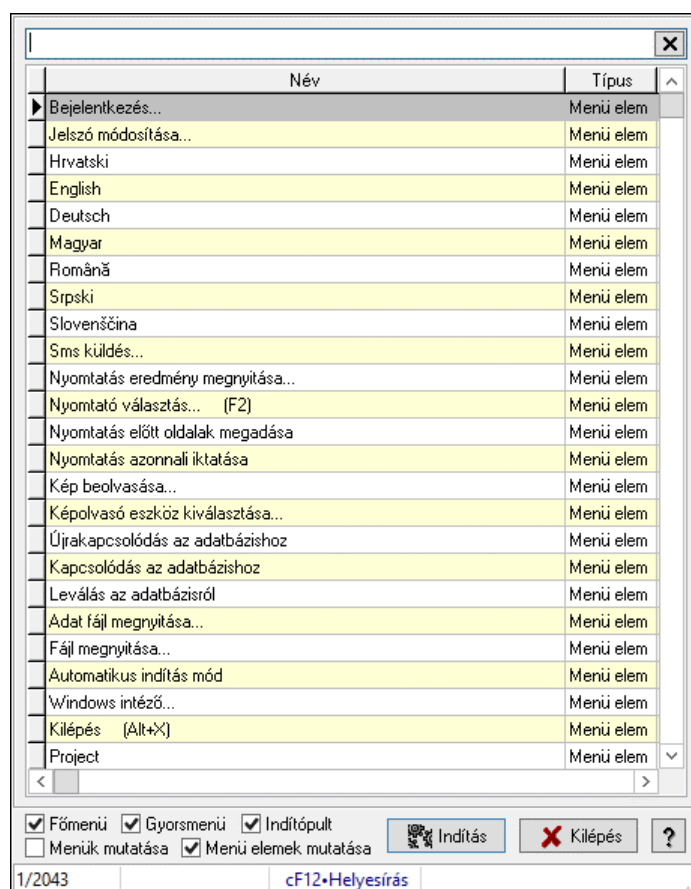 Név Típus
Bejelentkezés... Menü elem
Jelszó módosítása... Menü elem
Hrvatski Menü elem
English Menü elem
Deutsch Menü elem
Magyar Menü elem
Română Menü elem
Srpski Menü elem
Slovenščina Menü elem
Sms küldés... Menü elem
Nyomtatás eredmény megnyitása... Menü elem
Nyomtató választás... (F2) Menü elem
Nyomtatás előtt oldalak megadása Menü elem
Nyomtatás azonnali iktatása Menü elem
Kép beolvasása... Menü elem
Képolvasó eszköz kiválasztása... Menü elem
Újrakapcsolódás az adatbázishoz Menü elem
Kapcsolódás az adatbázishoz Menü elem
Leválás az adatbázisról Menü elem
Adat fájl megnyitása... Menü elem
Fájl megnyitása... Menü elem
Automatikus indítás mód Menü elem
Windows intéző... Menü elem
Kilépés (Alt+X) Menü elem
Project Menü elem
Főmenü Gyorsmenü Indítópult Indítás Kilépés ?
Menük mutatása Menü elemek mutatása
1/2043 cF12•Helyesírás